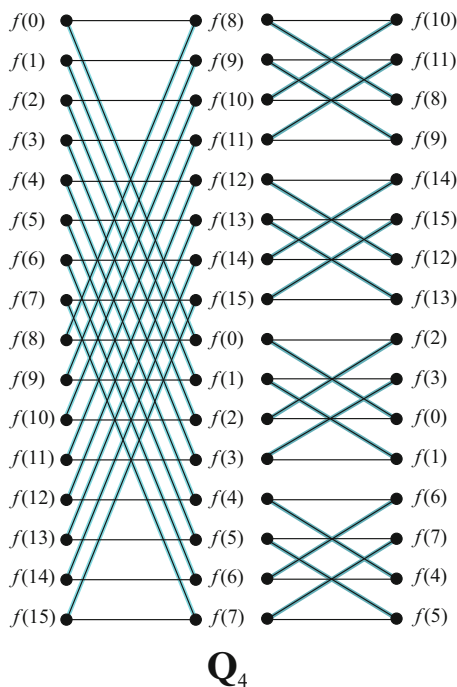 f(0) f(8) f(10)
f(1) f(9) f(11)
f(2) f(10) f(8)
f(3) f(11) f(9)
f(4) f(12) f(14)
f(5) f(13) f(15)
f(6) f(14) f(12)
f(7) f(15) f(13)
f(8) f(0) f(2)
f(9) f(1) f(3)
f(10) f(2) f(0)
f(11) f(3) f(1)
f(12) f(4) f(6)
f(13) f(5) f(7)
f(14) f(6) f(4)
f(15) f(7) f(5)
Q₄